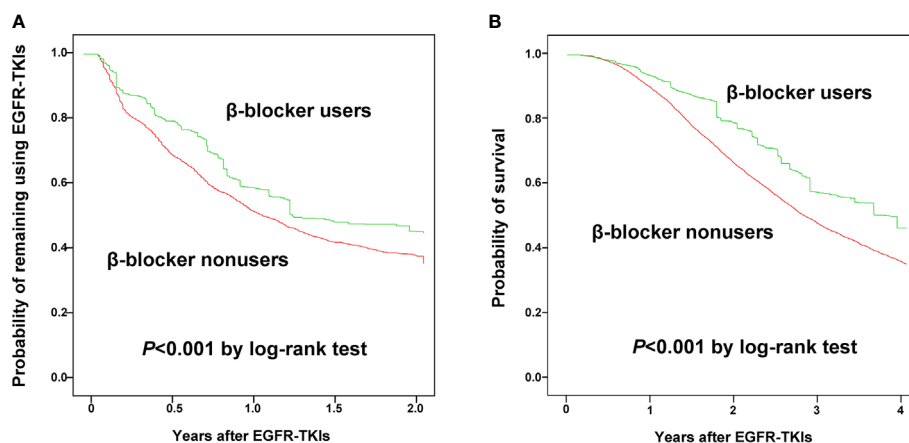 A
Probability of remaining using EGFR-TKIs
1.0
0.8
0.6
0.4
0.2
0.0
β-blocker users
β-blocker nonusers
P<0.001 by log-rank test
0
0.5
1.0
1.5
2.0
Years after EGFR-TKIs
B
Probability of survival
1.0
0.8
0.6
0.4
0.2
0.0
β-blocker users
β-blocker nonusers
P<0.001 by log-rank test
0
1
2
3
4
Years after EGFR-TKIs